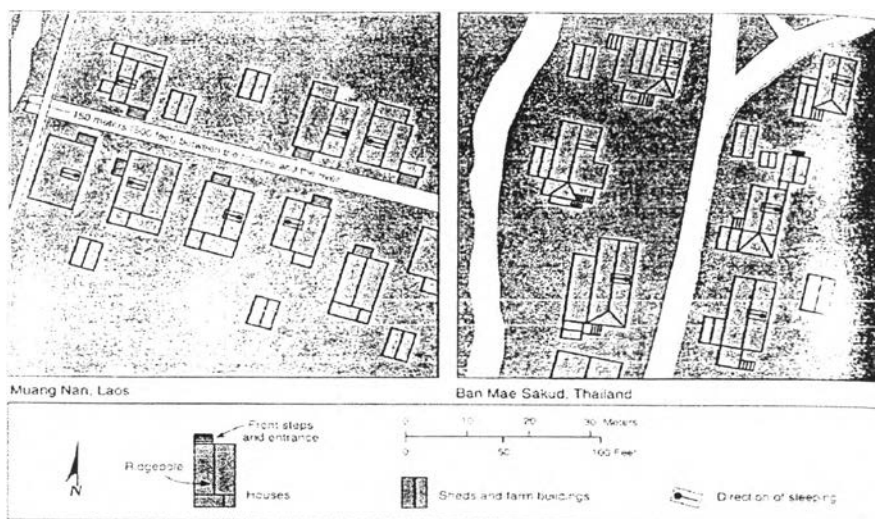 150 meters (500 feet) between the houses and the river
Muang Nan, Laos
Ban Mae Sakud, Thailand
N
Front steps
and entrance
Ridgepole
Houses
0 10 20 30 Meters
0 50 100 Feet
Sheds and farm buildings
Direction of sleeping